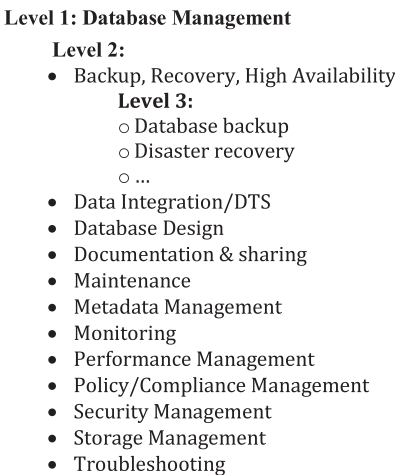 Level 1: Database Management
Level 2:
• Backup, Recovery, High Availability
Level 3:
○ Database backup
○ Disaster recovery
○ ...
• Data Integration/DTS
• Database Design
• Documentation & sharing
• Maintenance
• Metadata Management
• Monitoring
• Performance Management
• Policy/Compliance Management
• Security Management
• Storage Management
• Troubleshooting